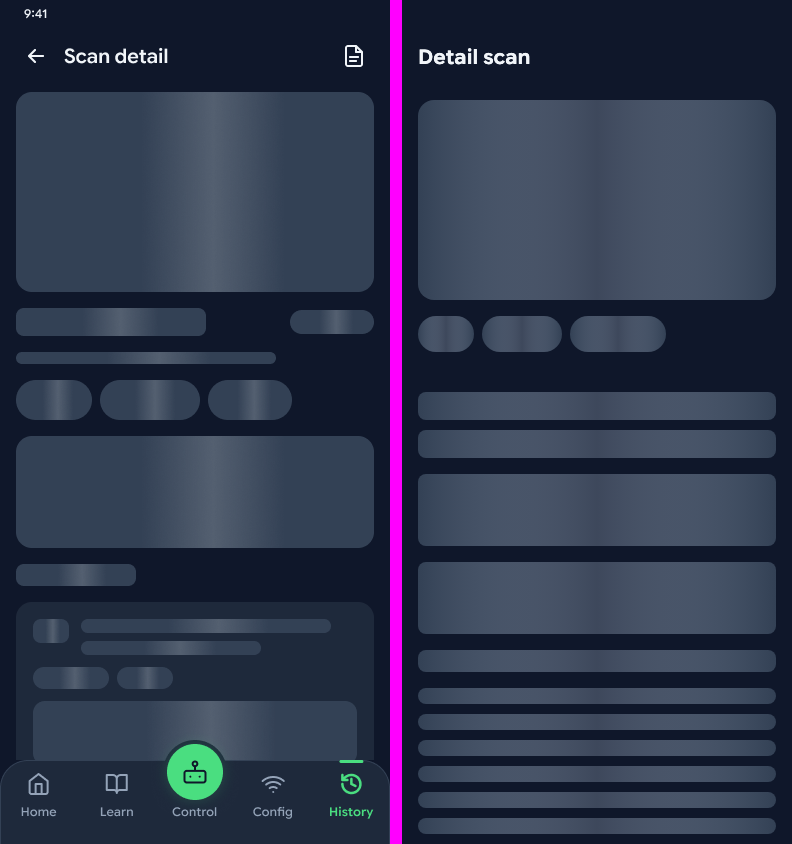 9:41
Scan detail
Home
Learn
Control
Config
History
Detail scan